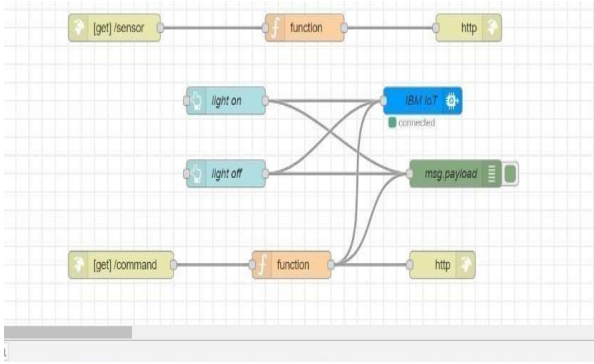 [get] /sensor
function
http
light on
IBM IoT
connected
light off
msg.payload
[get] /command
function
http